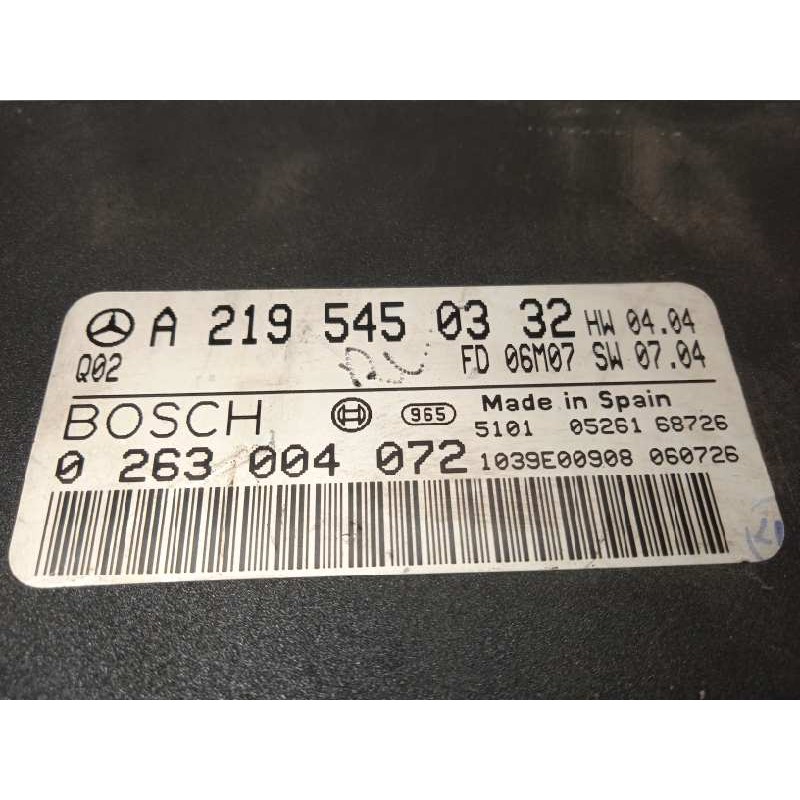 A 219 545 03 32 HW 04.04
Q02 FD 06M07 SW 07.04
BOSCH 965 Made in Spain
5101 05261 68726
0 263 004 072 1039E00908 060726